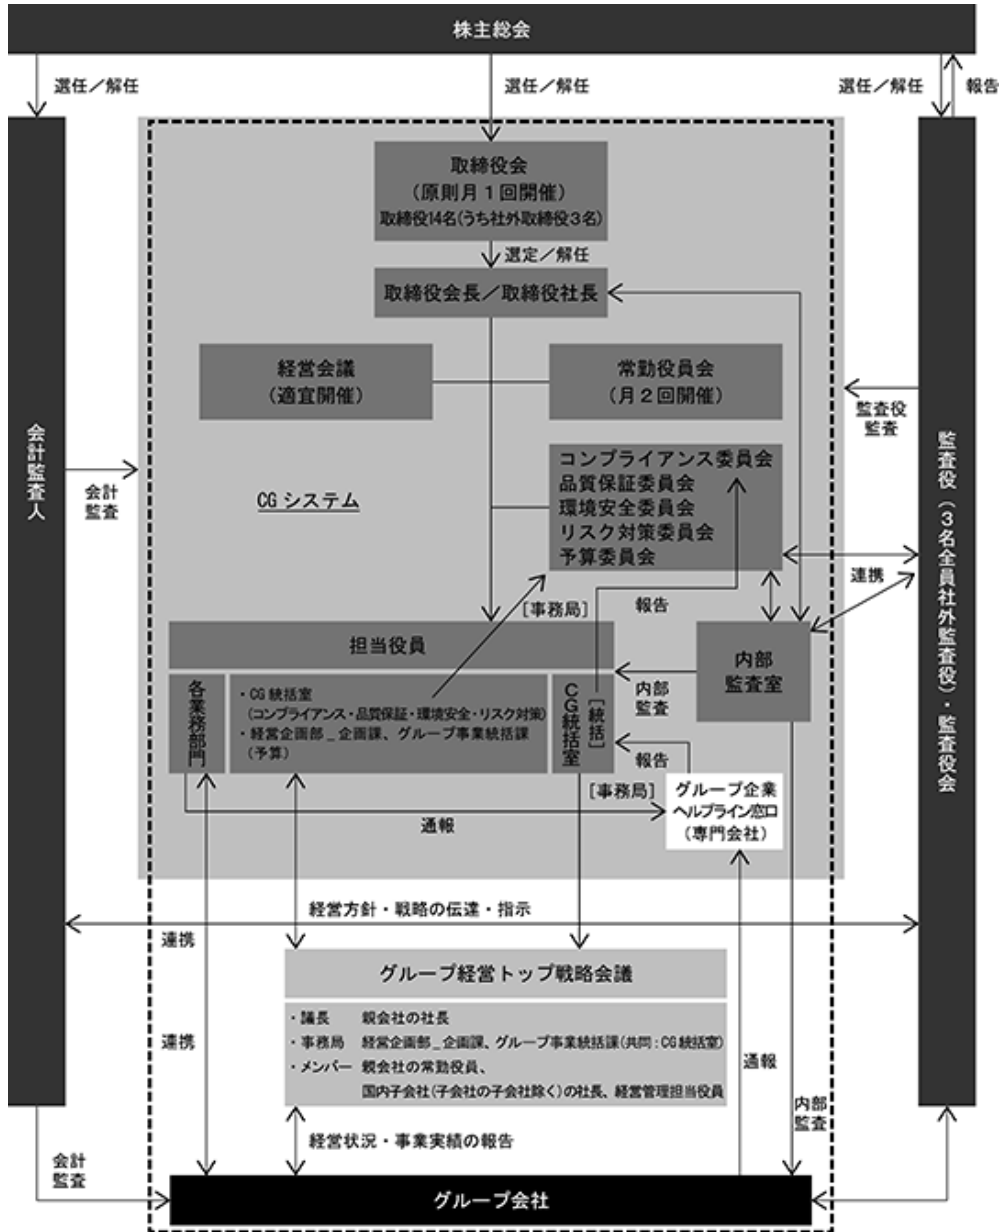 株主総会
選任／解任
選任／解任
選任／解任
報告
取締役会
(原則月１回開催)
取締役14名(うち社外取締役３名)
選定／解任
取締役会長／取締役社長
経営会議
(適宜開催)
常勤役員会
(月２回開催)
監査役
監査
会計監査人
会計
監査
CGシステム
コンプライアンス委員会
品質保証委員会
環境安全委員会
リスク対策委員会
予算委員会
監査役（３名全員社外監査役）・監査役会
連携
[事務局]
報告
担当役員
内部
監査室
内部
監査
各業務部門
・CG統括室
(コンプライアンス・品質保証・環境安全・リスク対策)
・経営企画部_企画課、グループ事業統括課
(予算)
CG統括室
[統括]
報告
[事務局]
グループ企業
ヘルプライン窓口
(専門会社)
通報
経営方針・戦略の伝達・指示
連携
グループ経営トップ戦略会議
・議長　親会社の社長
・事務局　経営企画部_企画課、グループ事業統括課(共同：CG統括室)
・メンバー　親会社の常勤役員、
国内子会社(子会社の子会社除く)の社長、経営管理担当役員
連携
通報
内部
監査
経営状況・事業実績の報告
会計
監査
グループ会社